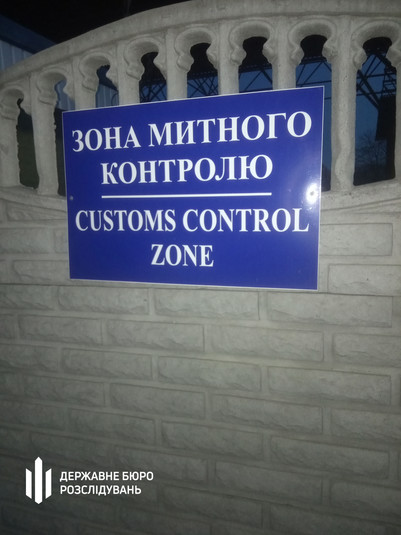 ЗОНА МИТНОГО
КОНТРОЛЮ
CUSTOMS CONTROL
ZONE
ДЕРЖАВНЕ БЮРО
РОЗСЛІДУВАНЬ